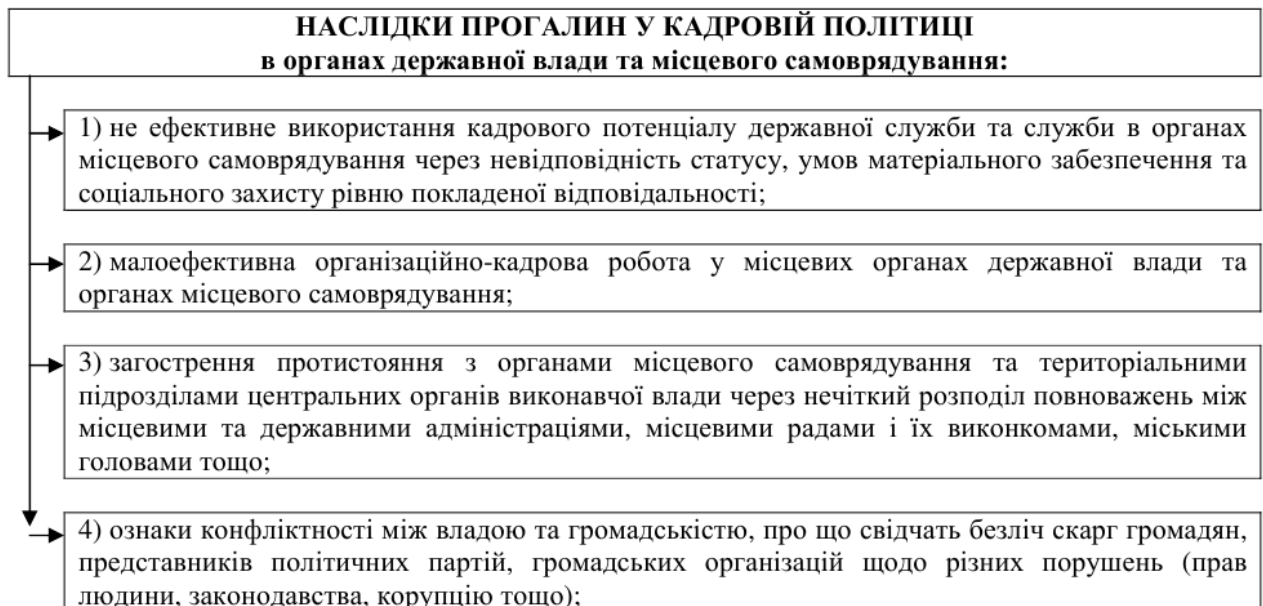 НАСЛІДКИ ПРОГАЛИН У КАДРОВІЙ ПОЛІТИЦІ
в органах державної влади та місцевого самоврядування:
1) не ефективне використання кадрового потенціалу державної служби та служби в органах
місцевого самоврядування через невідповідність статусу, умов матеріального забезпечення та
соціального захисту рівню покладеної відповідальності;
2) малоефективна організаційно-кадрова робота у місцевих органах державної влади та
органах місцевого самоврядування;
3) загострення протистояння з органами місцевого самоврядування та територіальними
підрозділами центральних органів виконавчої влади через нечіткий розподіл повноважень між
місцевими та державними адміністраціями, місцевими радами і їх виконкомами, міськими
головами тощо;
4) ознаки конфліктності між владою та громадськістю, про що свідчать безліч скарг громадян,
представників політичних партій, громадських організацій щодо різних порушень (прав
людини, законодавства, корупцію тощо);